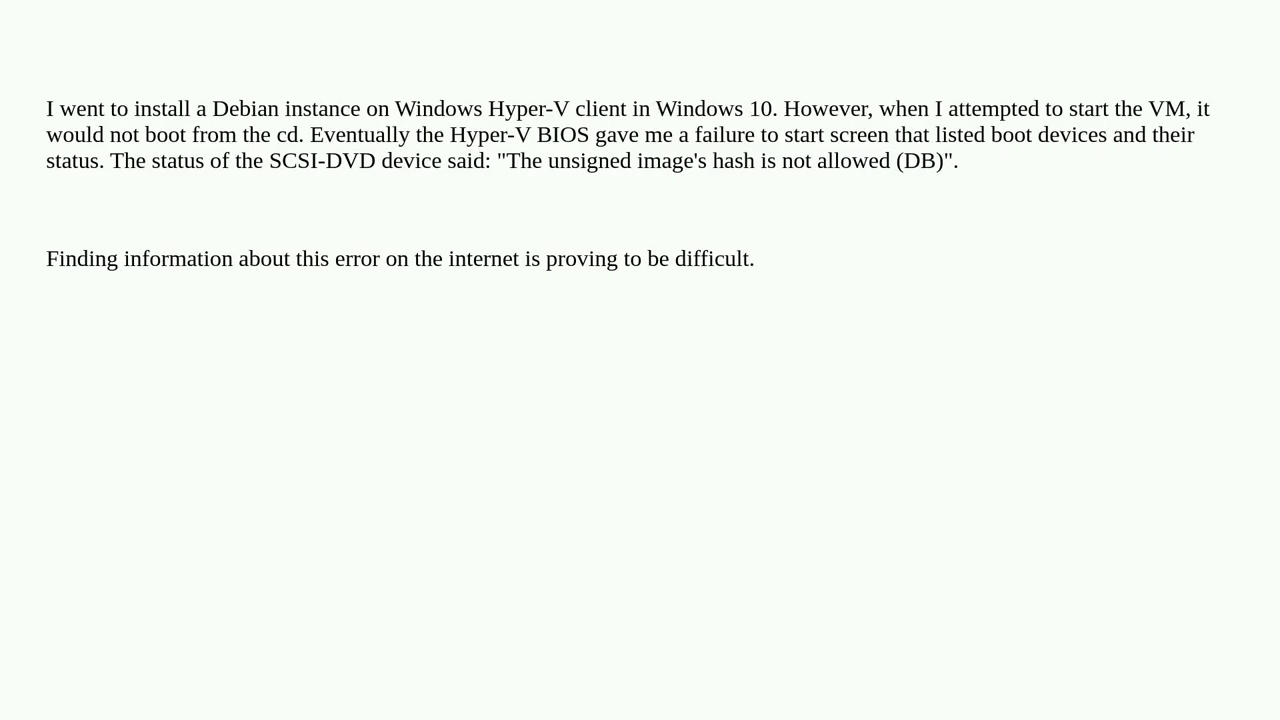 I went to install a Debian instance on Windows Hyper-V client in Windows 10. However, when I attempted to start the VM, it
would not boot from the cd. Eventually the Hyper-V BIOS gave me a failure to start screen that listed boot devices and their
status. The status of the SCSI-DVD device said: "The unsigned image's hash is not allowed (DB)".
Finding information about this error on the internet is proving to be difficult.